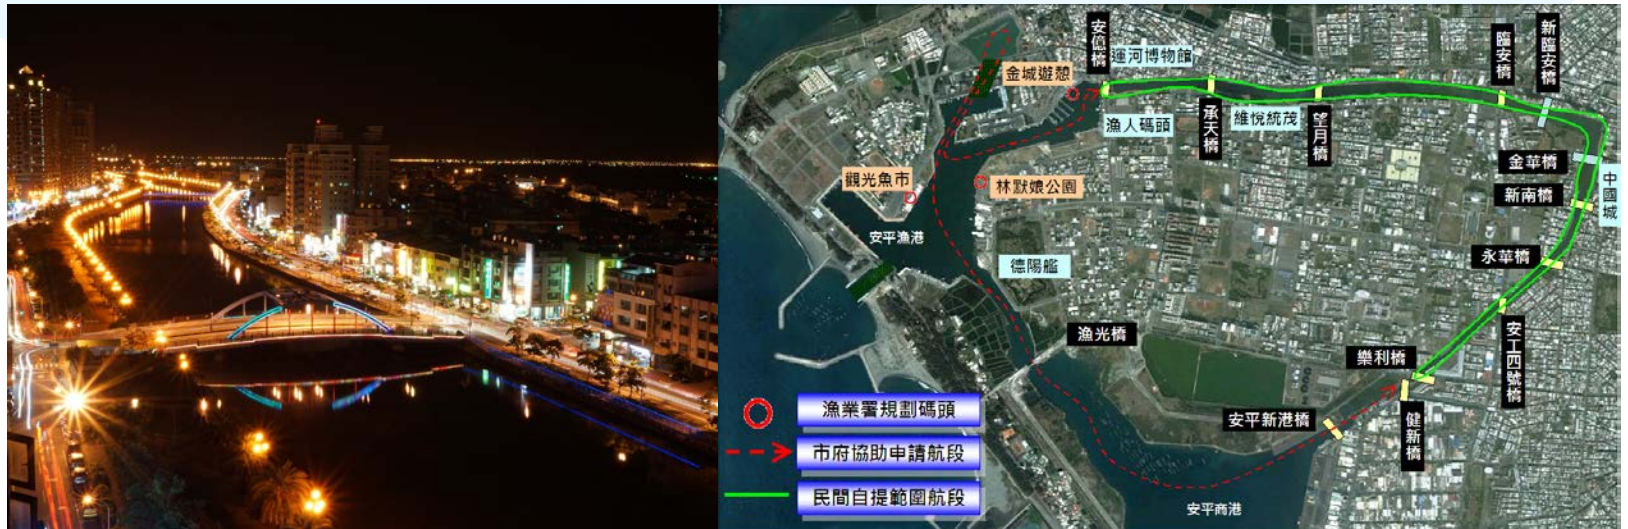 安億橋
運河博物館
臨安橋
新臨安橋
金城遊憩
漁人碼頭
承天橋
維悅統茂
望月橋
金華橋
中國城
觀光魚市
林默娘公園
新南橋
安平漁港
德陽艦
永華橋
安工四號橋
漁光橋
樂利橋
安平新港橋
健新橋
漁業署規劃碼頭
市府協助申請航段
民間自提範圍航段
安平商港